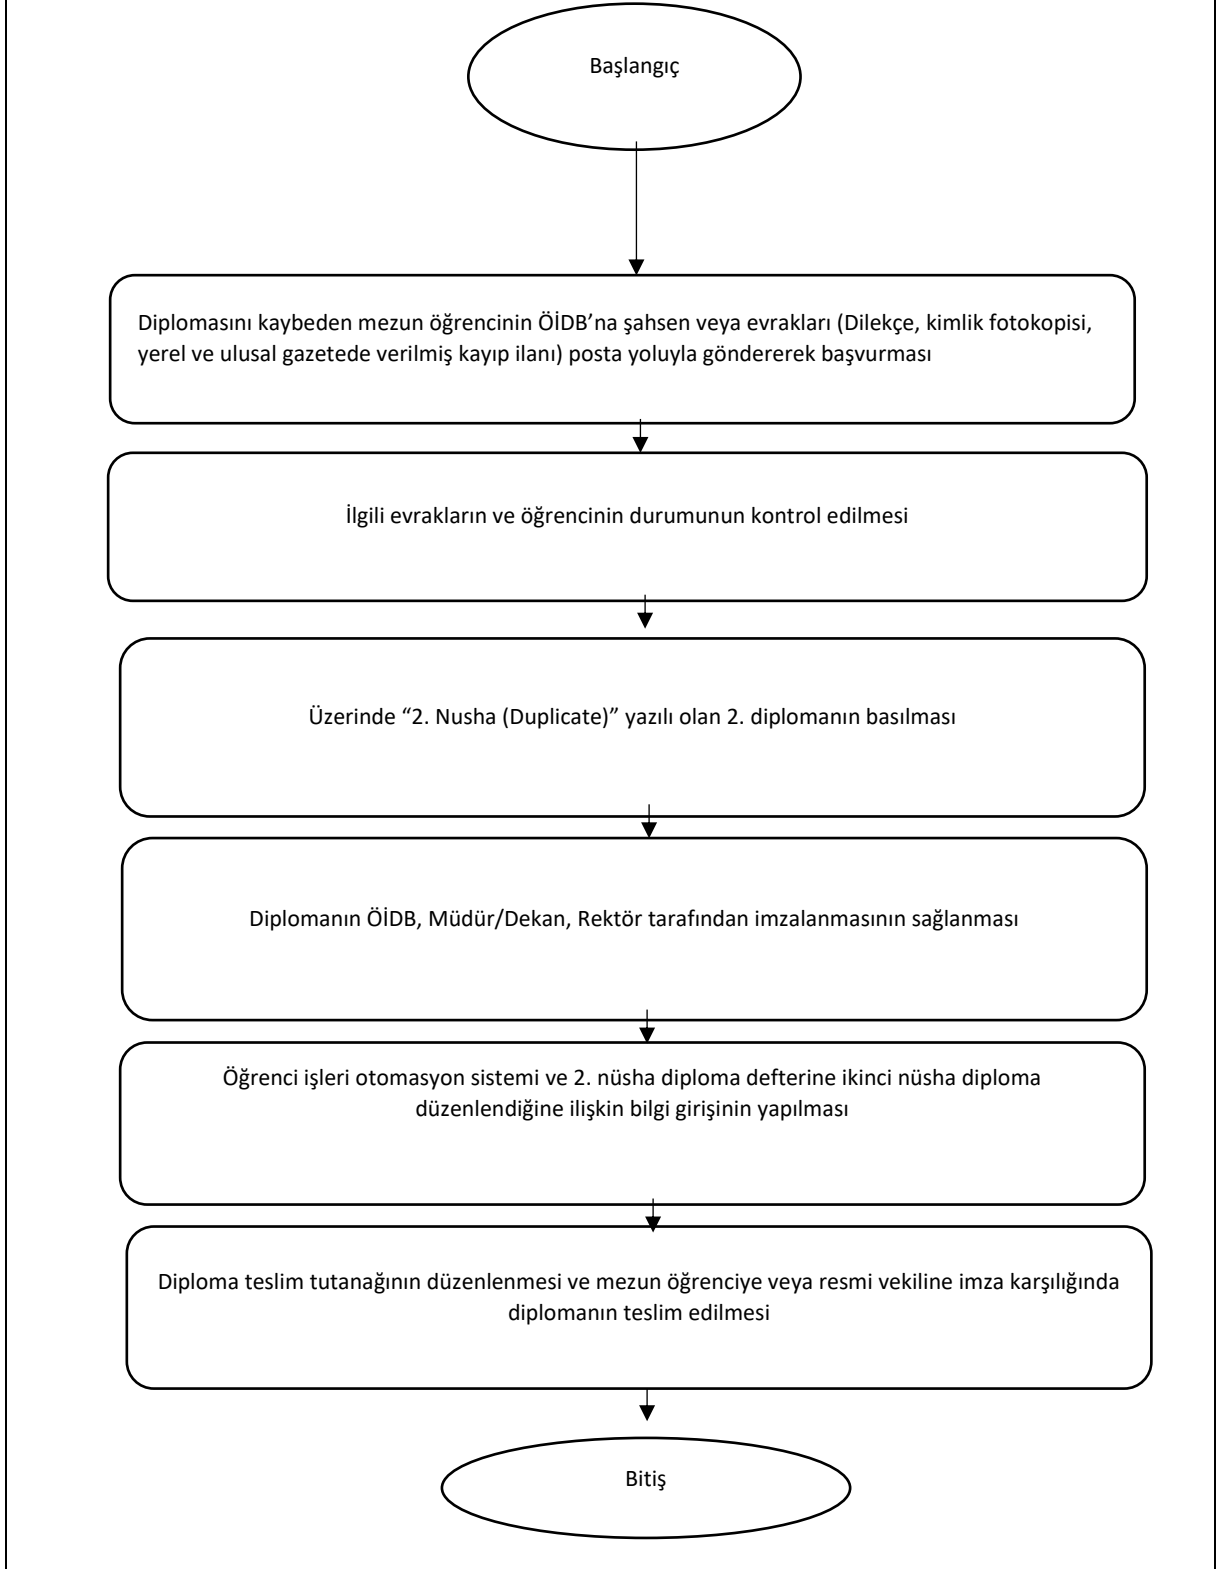 Başlangıç
Diplomasını kaybeden mezun öğrencinin ÖİDB’na şahsen veya evrakları (Dilekçe, kimlik fotokopisi,
yerel ve ulusal gazetede verilmiş kayıp ilanı) posta yoluyla göndererek başvurması
İlgili evrakların ve öğrencinin durumunun kontrol edilmesi
Üzerinde “2. Nusha (Duplicate)” yazılı olan 2. diplomanın basılması
Diplomanın ÖİDB, Müdür/Dekan, Rektör tarafından imzalanmasının sağlanması
Öğrenci işleri otomasyon sistemi ve 2. nüsha diploma defterine ikinci nüsha diploma
düzenlendiğine ilişkin bilgi girişinin yapılması
Diploma teslim tutanağının düzenlenmesi ve mezun öğrenciye veya resmi vekiline imza karşılığında
diplomanın teslim edilmesi
Bitiş